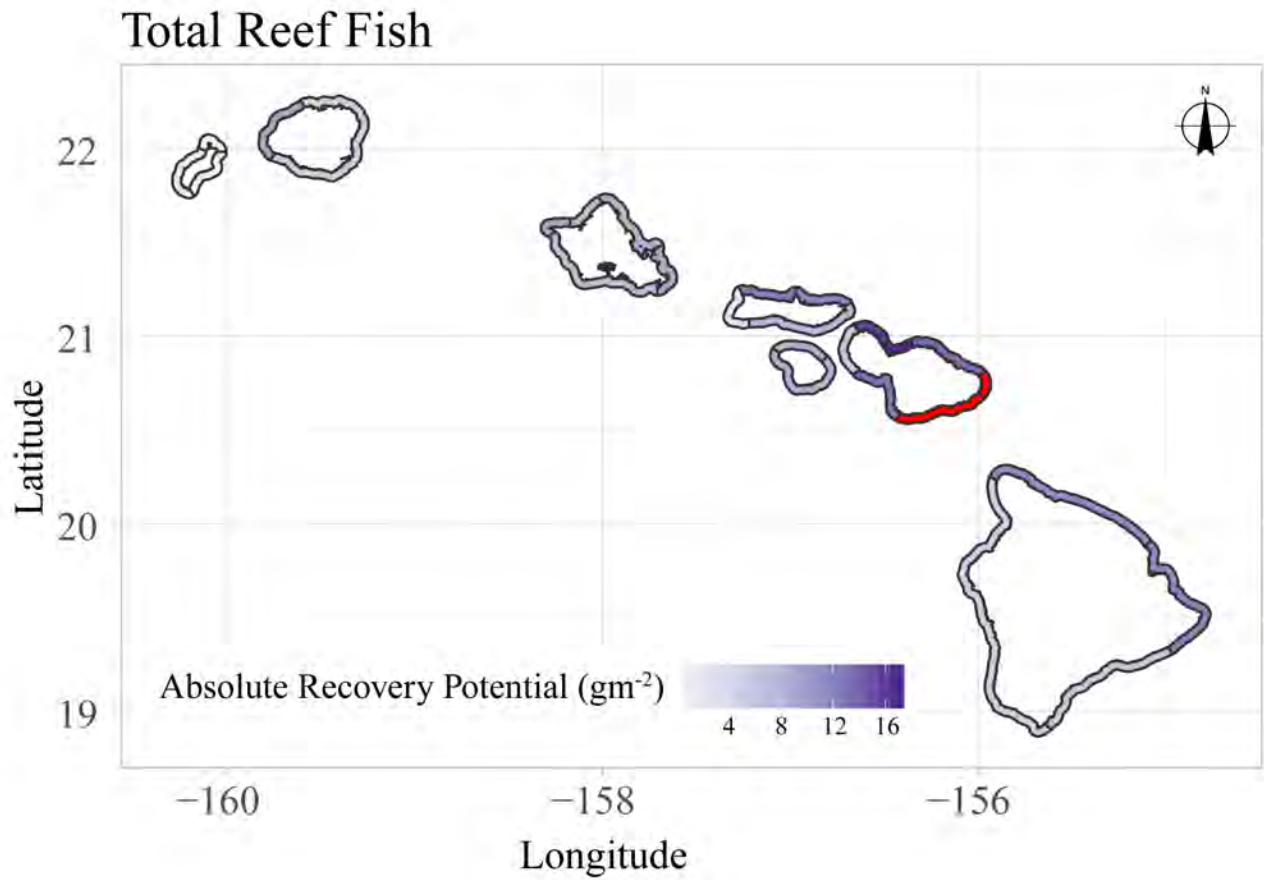 Total Reef Fish
N
22
21
20
19
Latitude
Absolute Recovery Potential (gm⁻²)
4 8 12 16
−160 −158 −156
Longitude